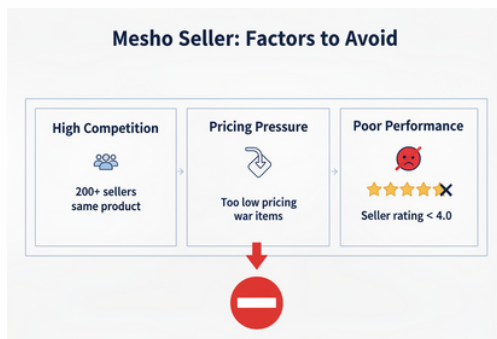 Mesho Seller: Factors to Avoid
High Competition
200+ sellers
same product
Pricing Pressure
Too low pricing
war items
Poor Performance
Seller rating < 4.0